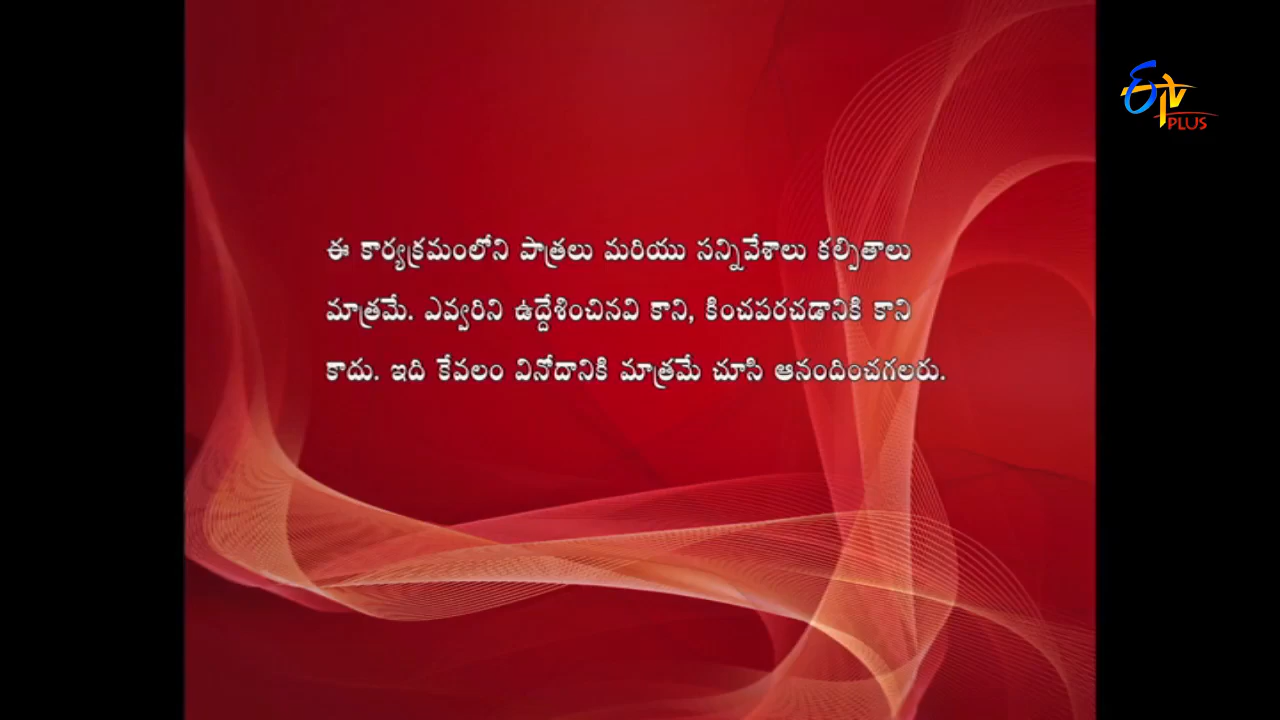 ఈ కార్యక్రమంలోని పాత్రలు మరియు సన్నివేశాలు కల్పితాలు
మాత్రమే. ఎవ్వరిని ఉద్దేశించినవి కాని, కించపరచడానికి కాని
కాదు. ఇది కేవలం వినోదానికి మాత్రమే చూసి ఆనందించగలరు.
ETV
PLUS